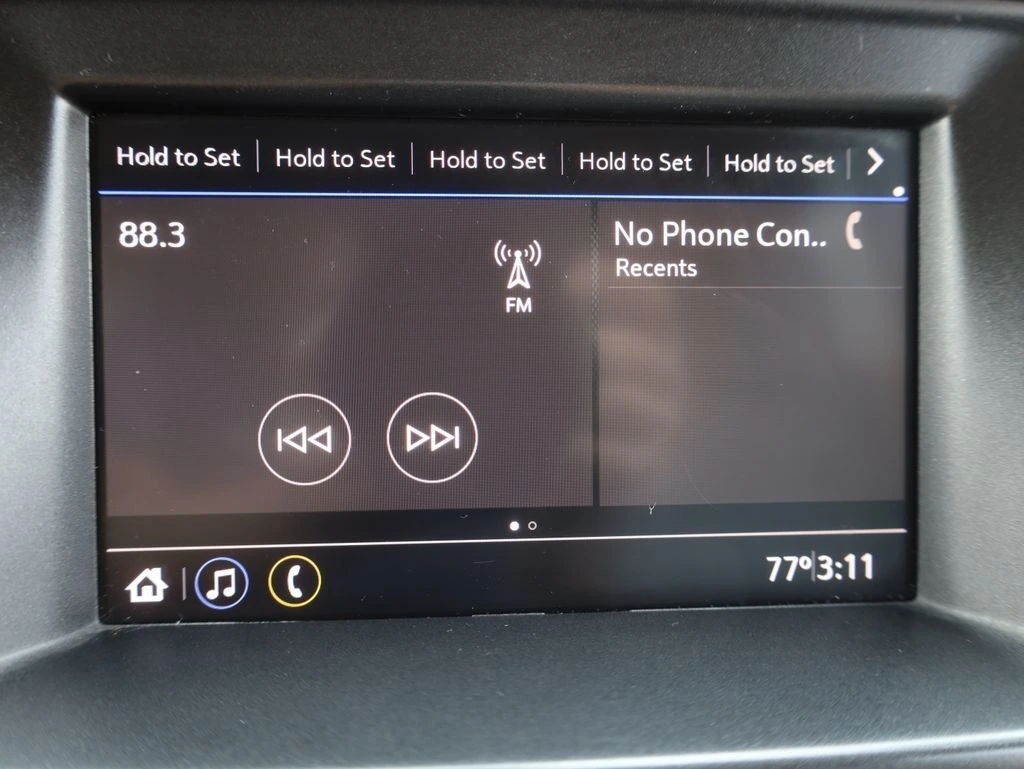 Hold to Set | Hold to Set | Hold to Set | Hold to Set | Hold to Set
88.3
FM
No Phone Con..
Recents
77° 3:11